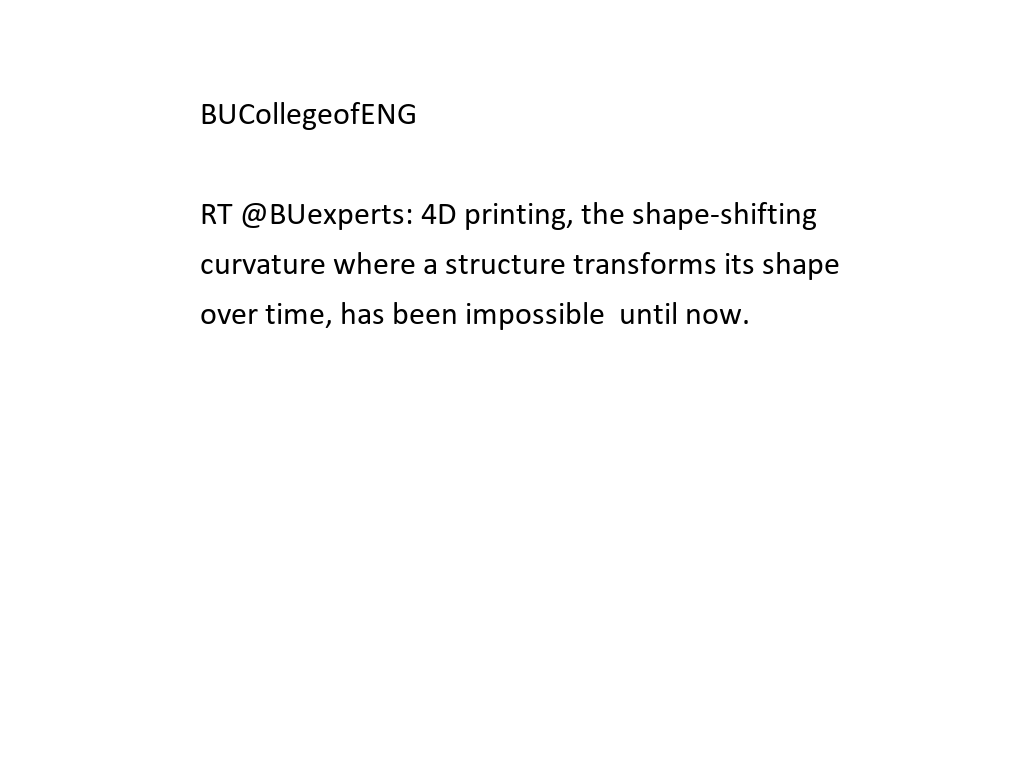 BUCollegeofENG
RT @BUexperts: 4D printing, the shape-shifting
curvature where a structure transforms its shape
over time, has been impossible  until now.